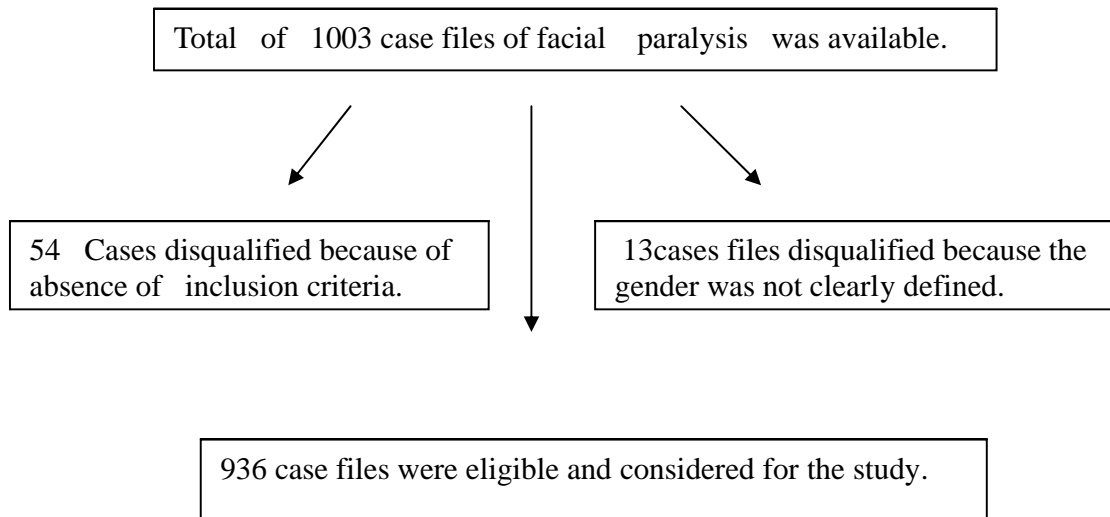 Total of 1003 case files of facial paralysis was available.
54 Cases disqualified because of
absence of inclusion criteria.
13cases files disqualified because the
gender was not clearly defined.
936 case files were eligible and considered for the study.